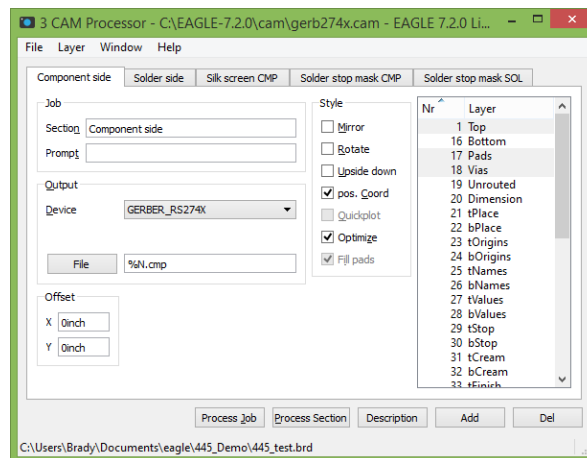 3 CAM Processor - C:\EAGLE-7.2.0\cam\gerb274x.cam - EAGLE 7.2.0 Li...
File Layer Window Help
Component side Solder side Silk screen CMP Solder stop mask CMP Solder stop mask SOL
Job
Section Component side
Prompt
Output
Device GERBER_RS274X
File %N.cmp
Offset
X 0inch
Y 0inch
Style
Mirror
Rotate
Upside down
pos. Coord
Quickplot
Optimize
Fill pads
Nr Layer
1 Top
16 Bottom
17 Pads
18 Vias
19 Unrouted
20 Dimension
21 tPlace
22 bPlace
23 tOrigins
24 bOrigins
25 tNames
26 bNames
27 tValues
28 bValues
29 tStop
30 bStop
31 tCream
32 bCream
33 tFinish
Process Job Process Section Description Add Del
C:\Users\Brady\Documents\eagle\445_Demo\445_test.brd